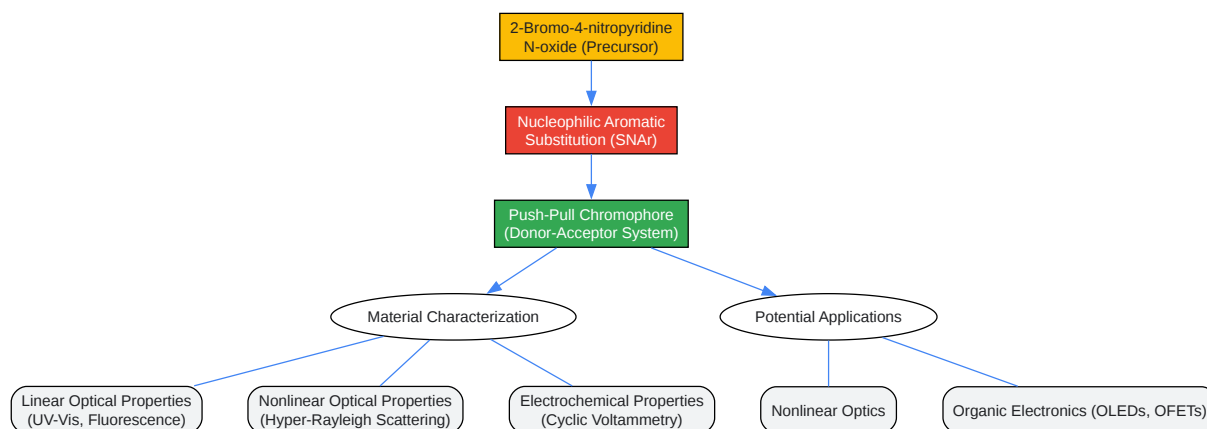 2-Bromo-4-nitropyridine
N-oxide (Precursor)
Nucleophilic Aromatic
Substitution (SNAr)
Push-Pull Chromophore
(Donor-Acceptor System)
Material Characterization
Potential Applications
Linear Optical Properties
(UV-Vis, Fluorescence)
Nonlinear Optical Properties
(Hyper-Rayleigh Scattering)
Electrochemical Properties
(Cyclic Voltammetry)
Nonlinear Optics
Organic Electronics (OLEDs, OFETs)